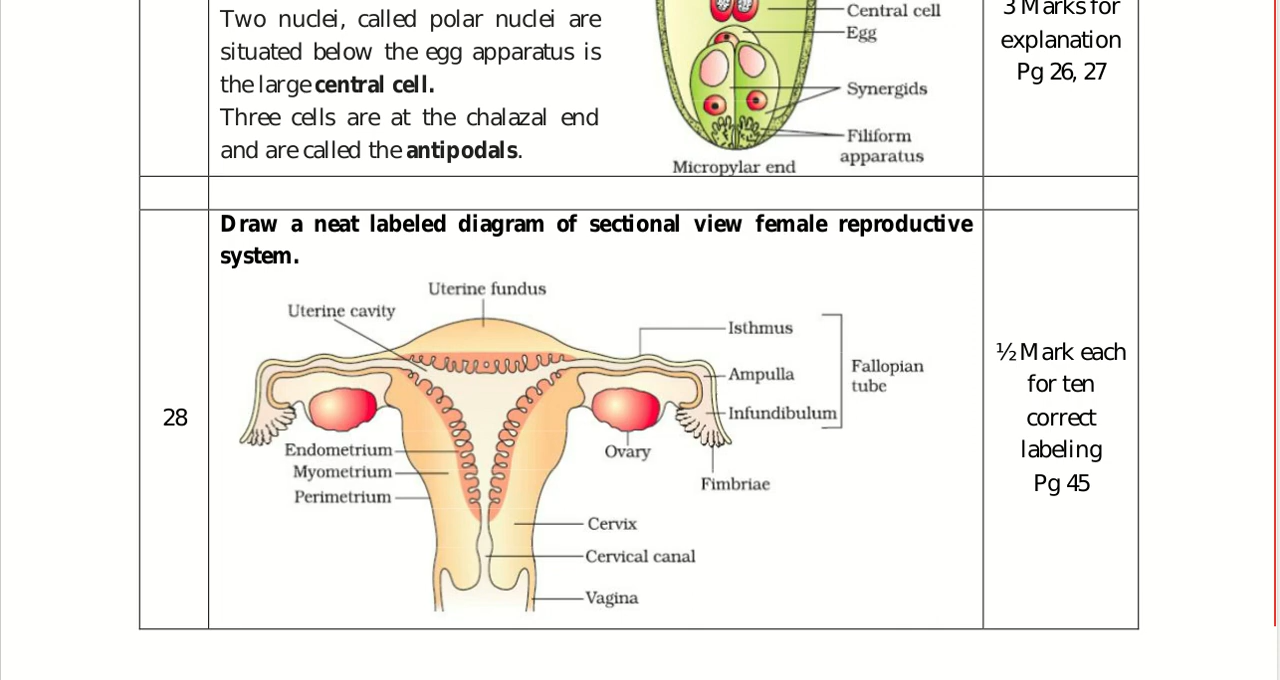 Two nuclei, called polar nuclei are
situated below the egg apparatus is
the large central cell.
Three cells are at the chalazal end
and are called the antipodals.
Central cell
Egg
Synergids
Filiform
apparatus
Micropylar end
3 Marks for
explanation
Pg 26, 27
28
Draw a neat labeled diagram of sectional view female reproductive
system.
Uterine fundus
Uterine cavity
Isthmus
Ampulla
Infundibulum
Fallopian
tube
Endometrium
Myometrium
Perimetrium
Ovary
Fimbriae
Cervix
Cervical canal
Vagina
½ Mark each
for ten
correct
labeling
Pg 45